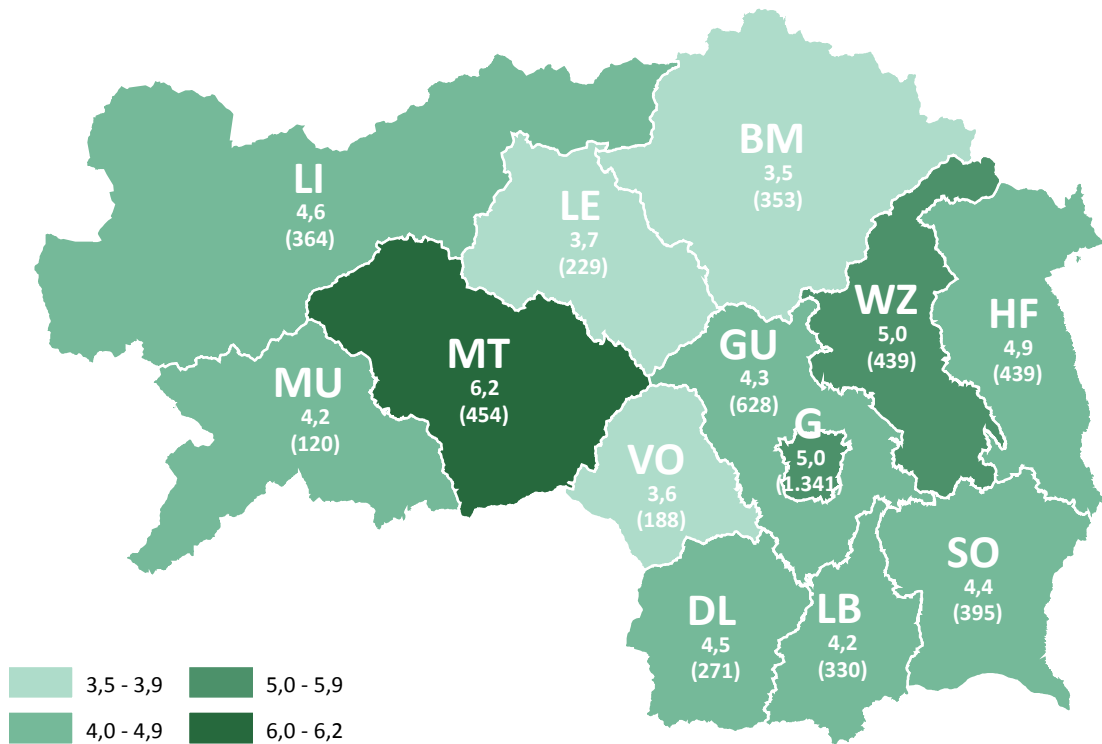 BM
3,5
(353)
LI
4,6
(364)
LE
3,7
(229)
WZ
5,0
(439)
HF
4,9
(439)
GU
4,3
(628)
MT
6,2
(454)
MU
4,2
(120)
G
5,0
(1.341)
VO
3,6
(188)
SO
4,4
(395)
DL
4,5
(271)
LB
4,2
(330)
3,5 - 3,9
5,0 - 5,9
4,0 - 4,9
6,0 - 6,2